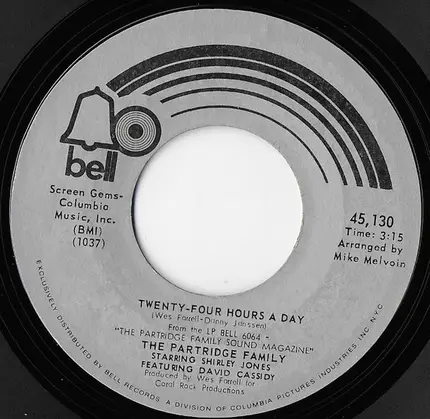 bell
Screen Gems-
Columbia
Music, Inc.
(BMI)
(1037)
45,130
Time: 3:15
Arranged by
Mike Melvoin
TWENTY-FOUR HOURS A DAY
(Wes Farrell-Danny Janssen)
From the LP BELL 6064 -
"THE PARTRIDGE FAMILY SOUND MAGAZINE"
THE PARTRIDGE FAMILY
STARRING SHIRLEY JONES
FEATURING DAVID CASSIDY
Produced by Wes Farrell for
Coral Rock Productions
EXCLUSIVELY DISTRIBUTED BY BELL RECORDS, A DIVISION OF COLUMBIA PICTURES INDUSTRIES INC. N.Y.C.